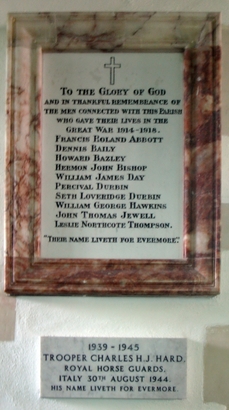 To the Glory of God
and in thankful remembrance of
the men connected with this Parish
who gave their lives in the
Great War 1914-1918.
Francis Roland Abbott
Dennis Baily
Howard Bazley
Heemon John Bishop
William James Day
Percival Durbin
Seth Loveridge Durbin
William George Hawkins
John Thomas Jewell
Leslie Northcote Thompson.
"Their name liveth for evermore."
1939 - 1945
TROOPER CHARLES H.J. HARD.
ROYAL HORSE GUARDS.
ITALY 30TH AUGUST 1944.
HIS NAME LIVETH FOR EVERMORE.